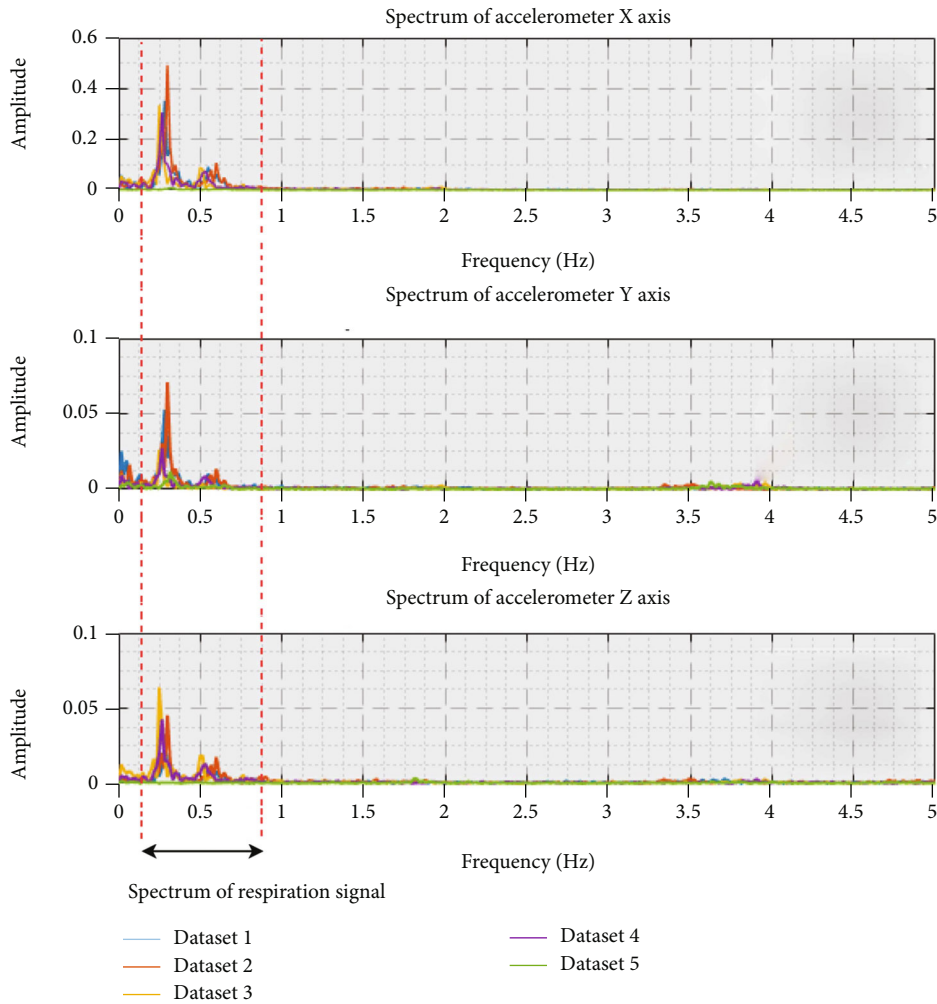 Spectrum of accelerometer X axis
Amplitude
0.6
0.4
0.2
0
0 0.5 1 1.5 2 2.5 3 3.5 4 4.5 5
Frequency (Hz)
Spectrum of accelerometer Y axis
Amplitude
0.1
0.05
0
0 0.5 1 1.5 2 2.5 3 3.5 4 4.5 5
Frequency (Hz)
Spectrum of accelerometer Z axis
Amplitude
0.1
0.05
0
0 0.5 1 1.5 2 2.5 3 3.5 4 4.5 5
Frequency (Hz)
Spectrum of respiration signal
Dataset 1
Dataset 2
Dataset 3
Dataset 4
Dataset 5